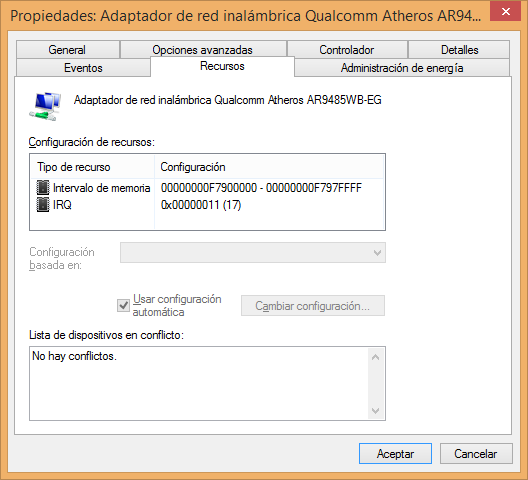 Propiedades: Adaptador de red inalámbrica Qualcomm Atheros AR94...
General Opciones avanzadas Controlador Detalles
Eventos Recursos Administración de energía
Adaptador de red inalámbrica Qualcomm Atheros AR9485WB-EG
Configuración de recursos:
Tipo de recurso Configuración
Intervalo de memoria 00000000F7900000 - 00000000F797FFFF
IRQ 0x00000011 (17)
Configuración
basada en:
Usar configuración
automática
Cambiar configuración...
Lista de dispositivos en conflicto:
No hay conflictos.
Aceptar Cancelar